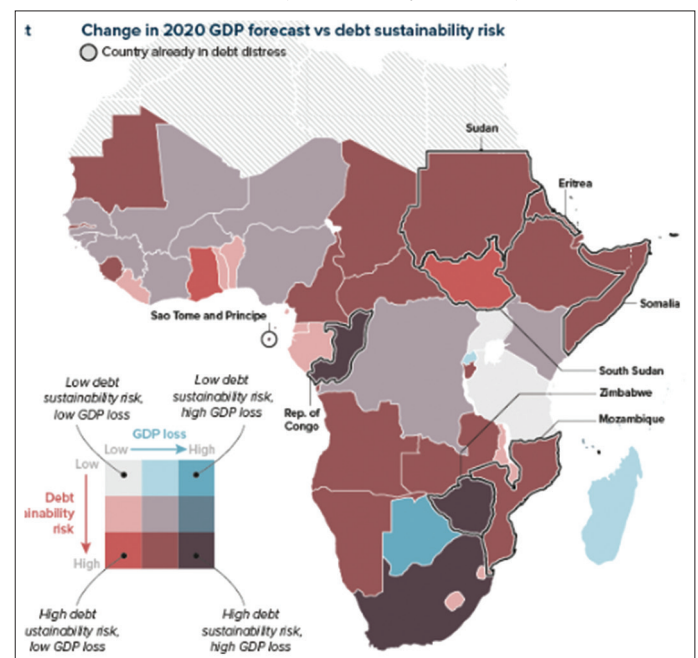 t
Change in 2020 GDP forecast vs debt sustainability risk
Country already in debt distress
Sudan
Eritrea
Somalia
Sao Tome and Principe
South Sudan
Zimbabwe
Mozambique
Rep. of
Congo
Low debt
sustainability risk,
low GDP loss
Low debt
sustainability risk,
high GDP loss
GDP loss
Low
High
Low
Debt
inability
risk
High
High debt
ustainability risk,
low GDP loss
High debt
sustainability risk,
high GDP loss